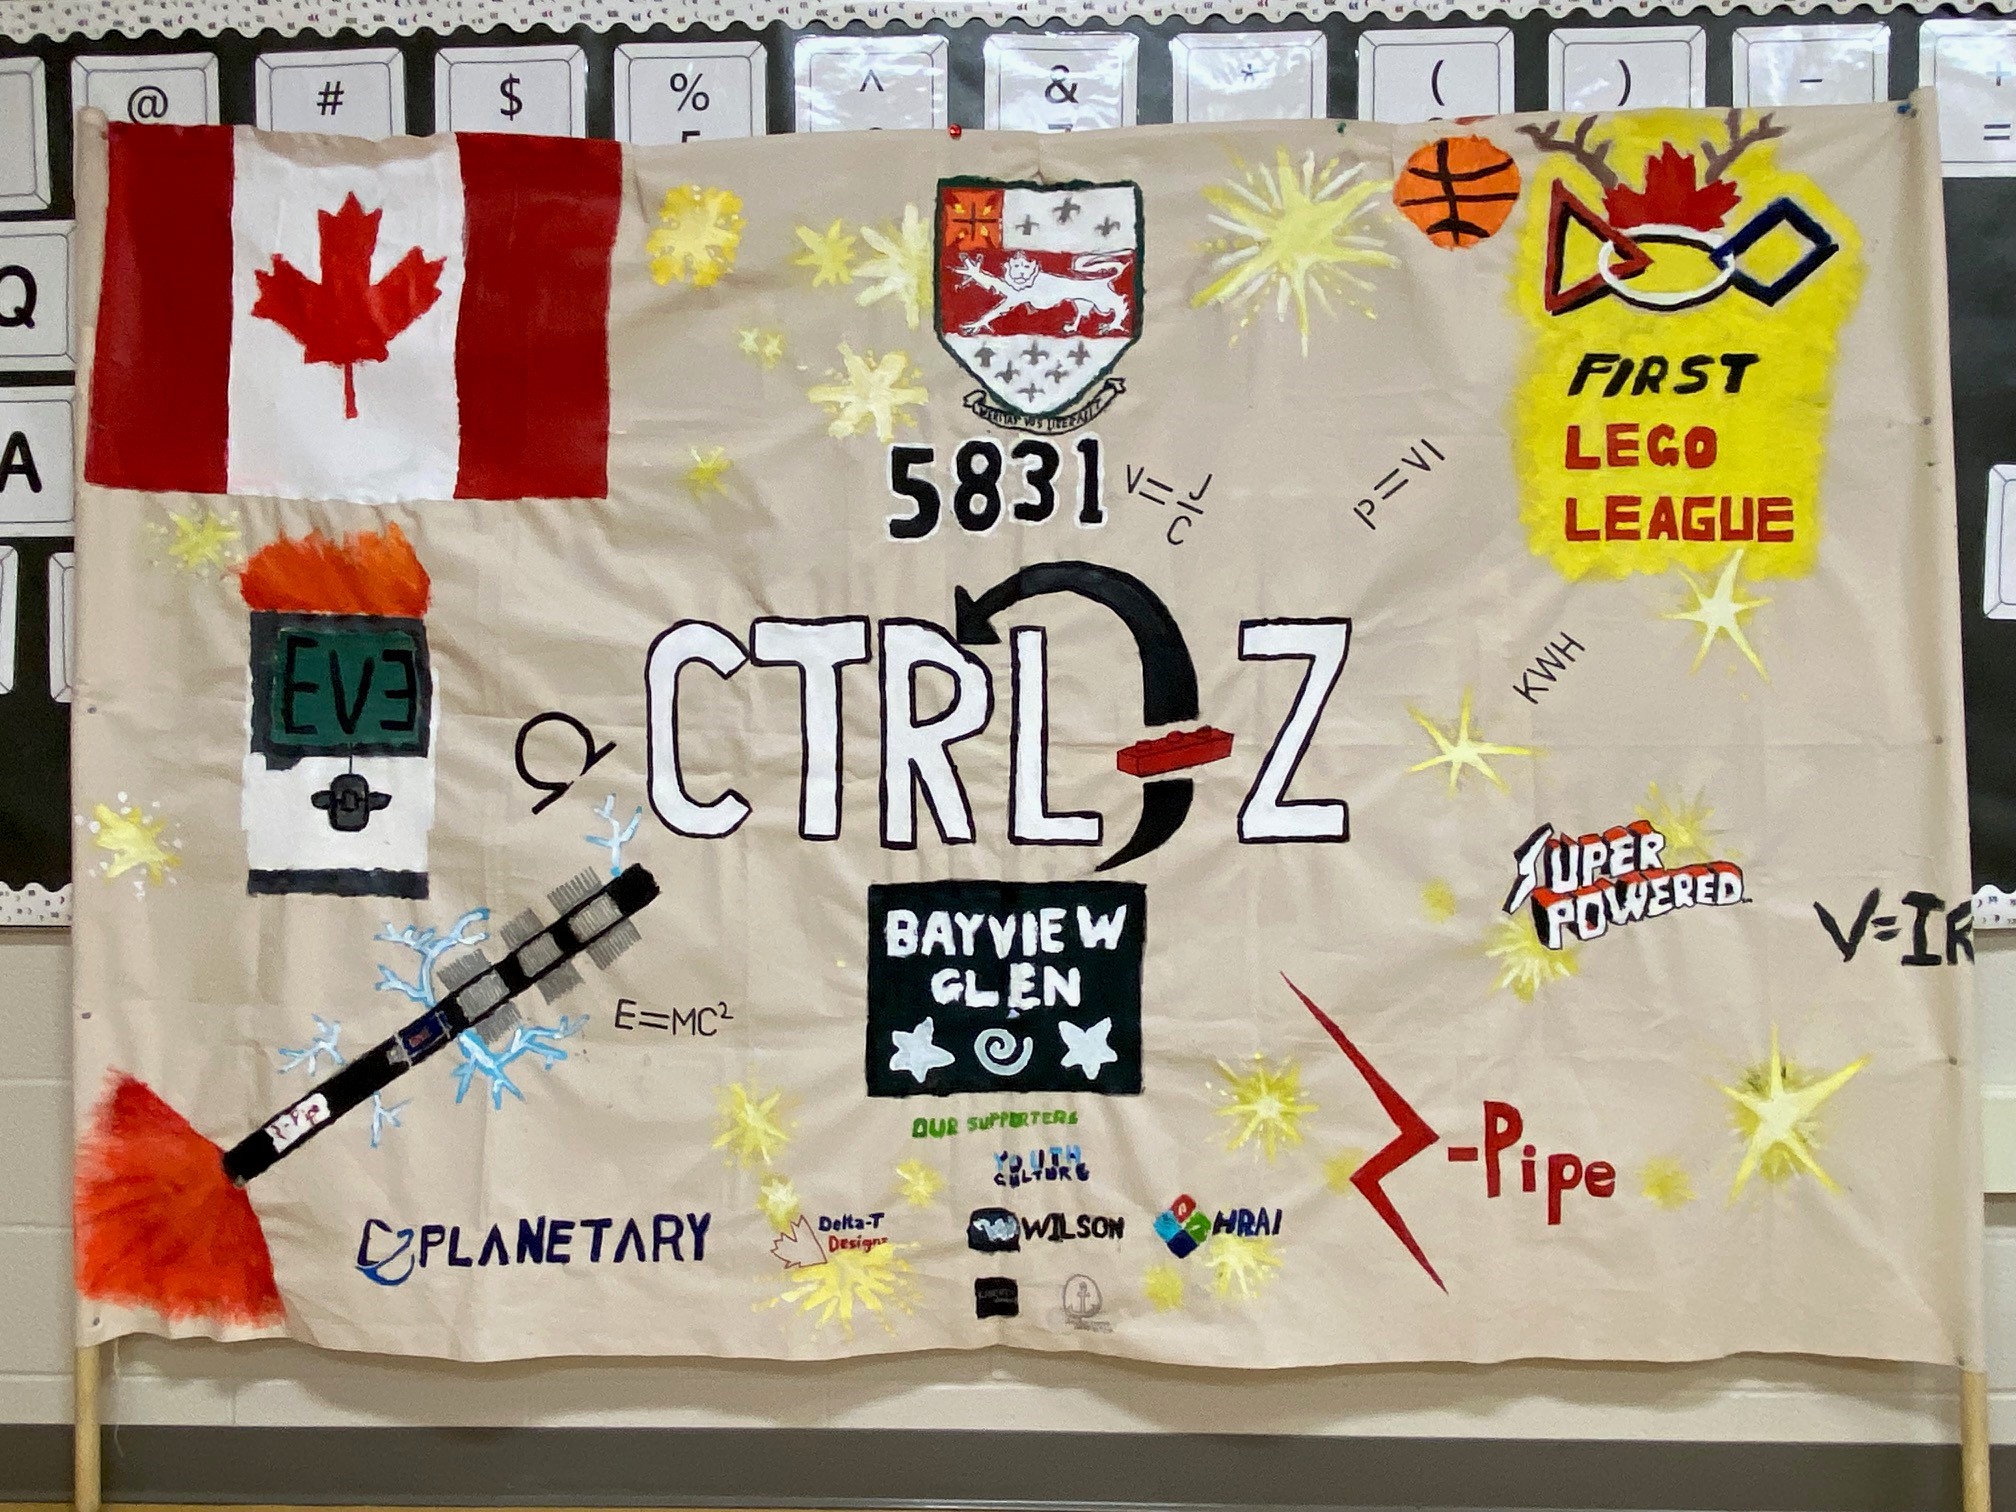 @
#
$
%
^
&
*
(
)
-
+
=
Q
A
5831
V=J/C
P=VI
FIRST
LEGO
LEAGUE
EV3
Ω
CTRL Z
KWH
SUPER
POWERED
V=IR
BAYVIEW
GLEN
E=MC²
OUR SUPPORTERS
YOUTH
CULTURE
-Pipe
PLANETARY
Delta-T
Designs
WILSON
HRAI